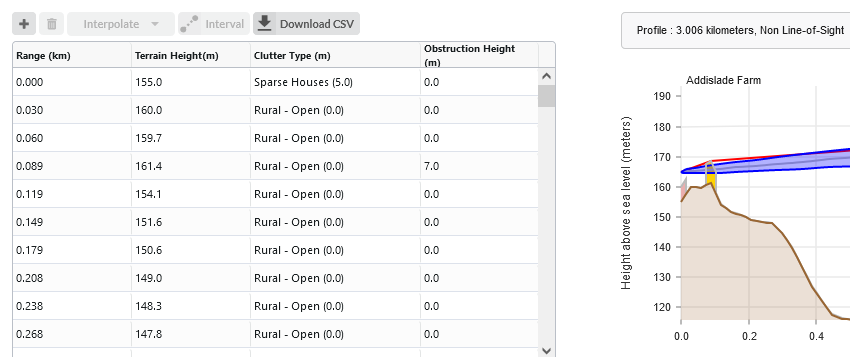 Interpolate Interval Download CSV
Profile : 3.006 kilometers, Non Line-of-Sight
Range (km) Terrain Height(m) Clutter Type (m) Obstruction Height (m)
0.000 155.0 Sparse Houses (5.0) 0.0
0.030 160.0 Rural - Open (0.0) 0.0
0.060 159.7 Rural - Open (0.0) 0.0
0.089 161.4 Rural - Open (0.0) 7.0
0.119 154.1 Rural - Open (0.0) 0.0
0.149 151.6 Rural - Open (0.0) 0.0
0.179 150.6 Rural - Open (0.0) 0.0
0.208 149.0 Rural - Open (0.0) 0.0
0.238 148.3 Rural - Open (0.0) 0.0
0.268 147.8 Rural - Open (0.0) 0.0
Addislade Farm
Height above sea level (meters)
190
180
170
160
150
140
130
120
0.0 0.2 0.4